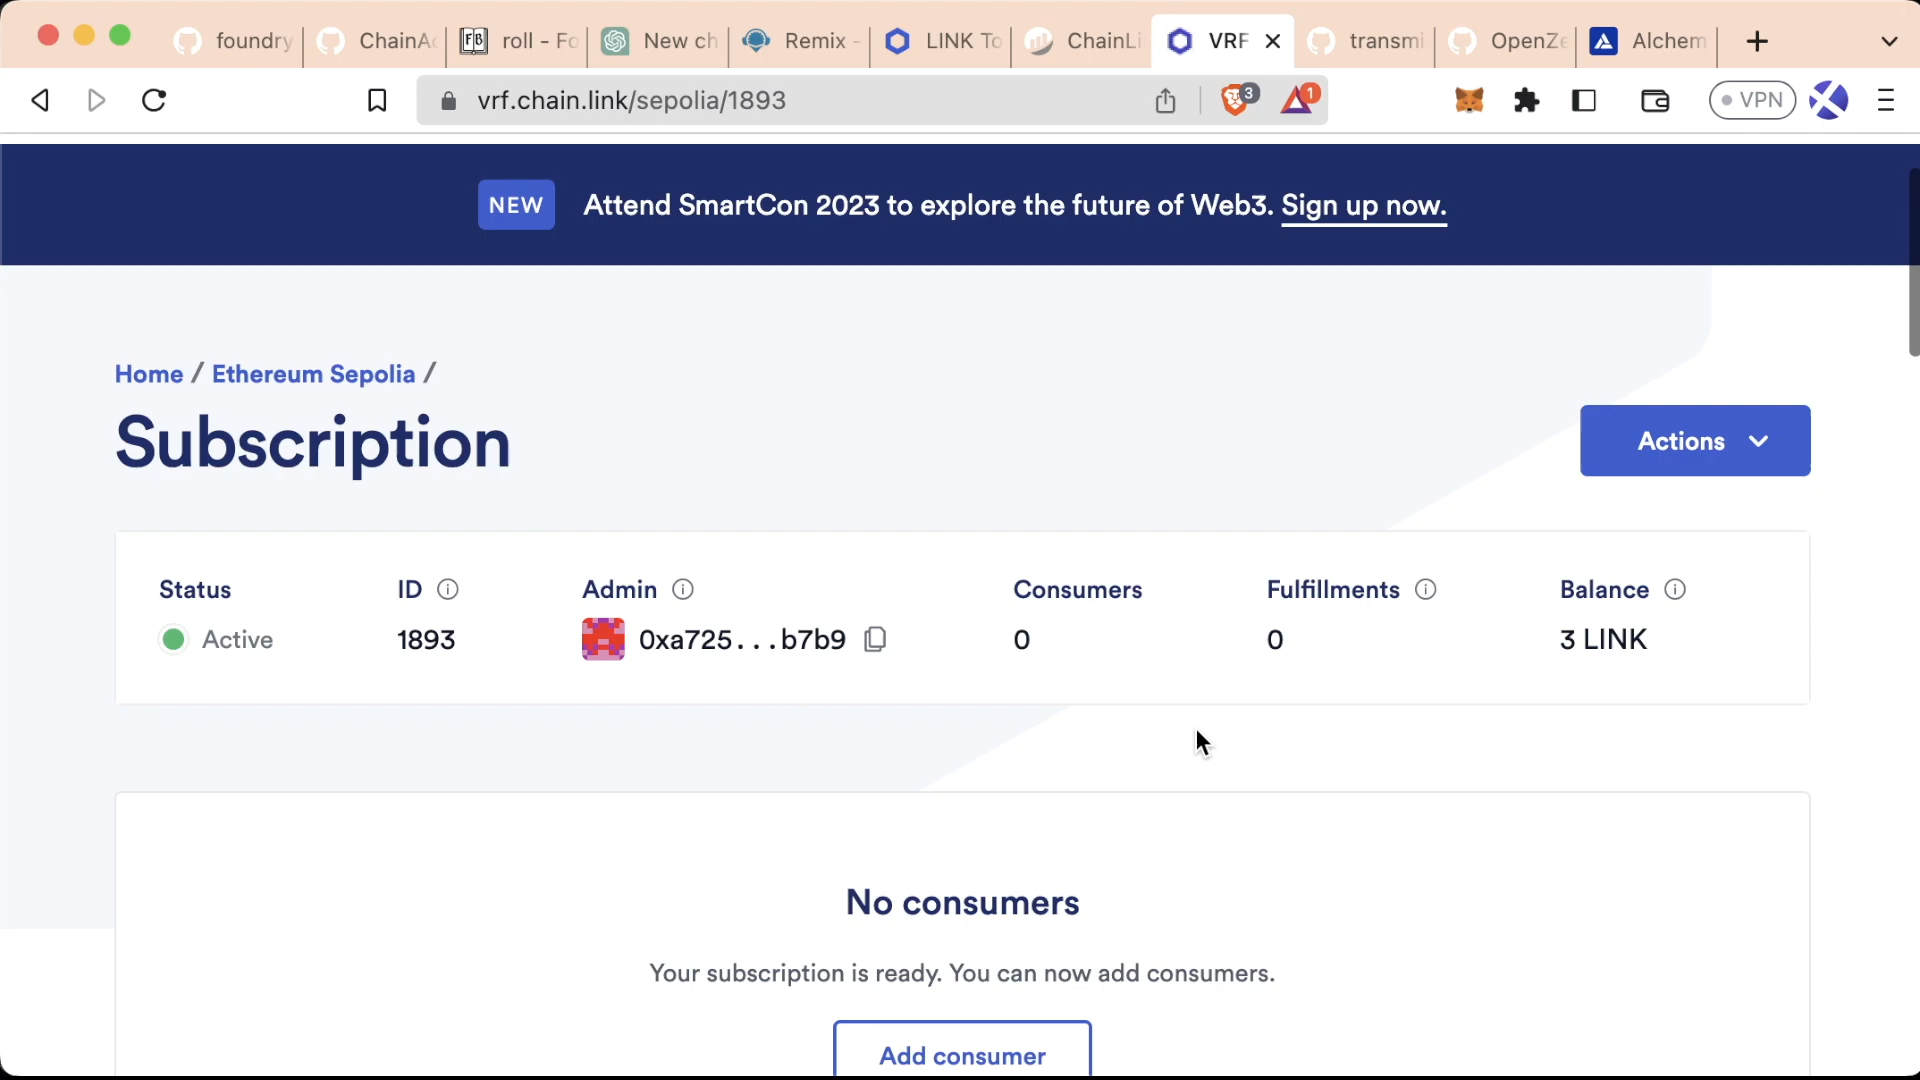 foundry
ChainAc
roll - Fo
New ch
Remix -
LINK To
ChainLi
VRF
transmi
OpenZe
Alchem
vrf.chain.link/sepolia/1893
3
1
VPN
NEW
Attend SmartCon 2023 to explore the future of Web3. Sign up now.
Home / Ethereum Sepolia /
Subscription
Actions
Status ID Admin Consumers Fulfillments Balance
Active 1893 0xa725...b7b9 0 0 3 LINK
No consumers
Your subscription is ready. You can now add consumers.
Add consumer